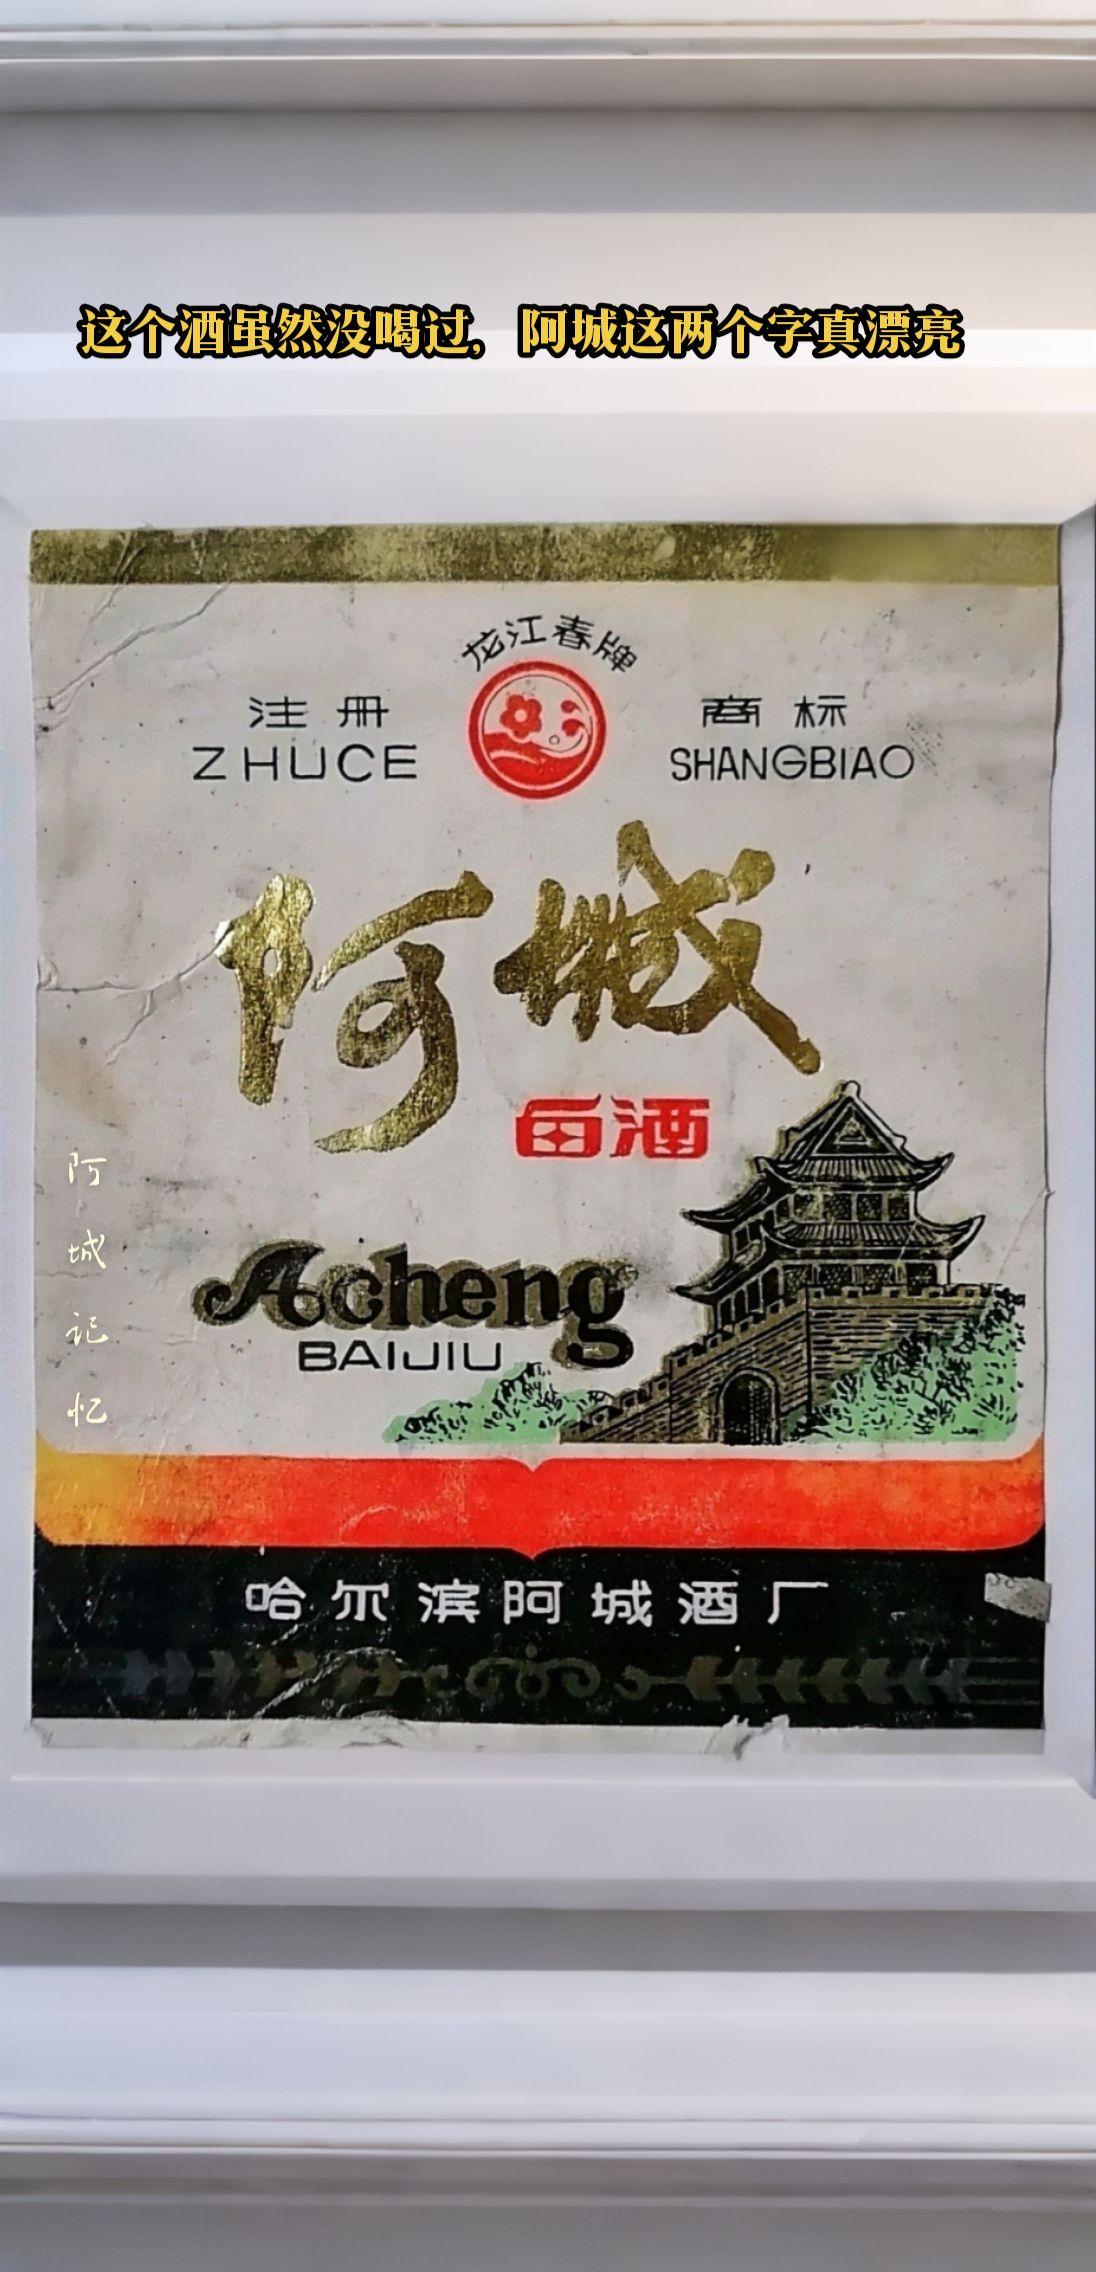 这个酒虽然没喝过，阿城这两个字真漂亮
龙江春牌
注册 商标
ZHUCE SHANGBIAO
阿城
白酒
阿城记忆
Acheng
BAIJIU
哈尔滨阿城酒厂